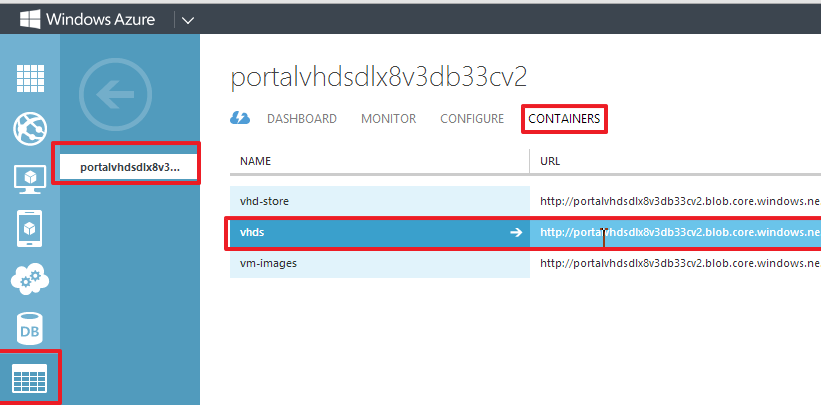 Windows Azure
portalvhdsdlx8v3db33cv2
DASHBOARD MONITOR CONFIGURE CONTAINERS
portalvhdsdlx8v3...
NAME URL
vhd-store http://portalvhdsdlx8v3db33cv2.blob.core.windows.ne
vhds http://portalvhdsdlx8v3db33cv2.blob.core.windows.ne
vm-images http://portalvhdsdlx8v3db33cv2.blob.core.windows.ne
DB